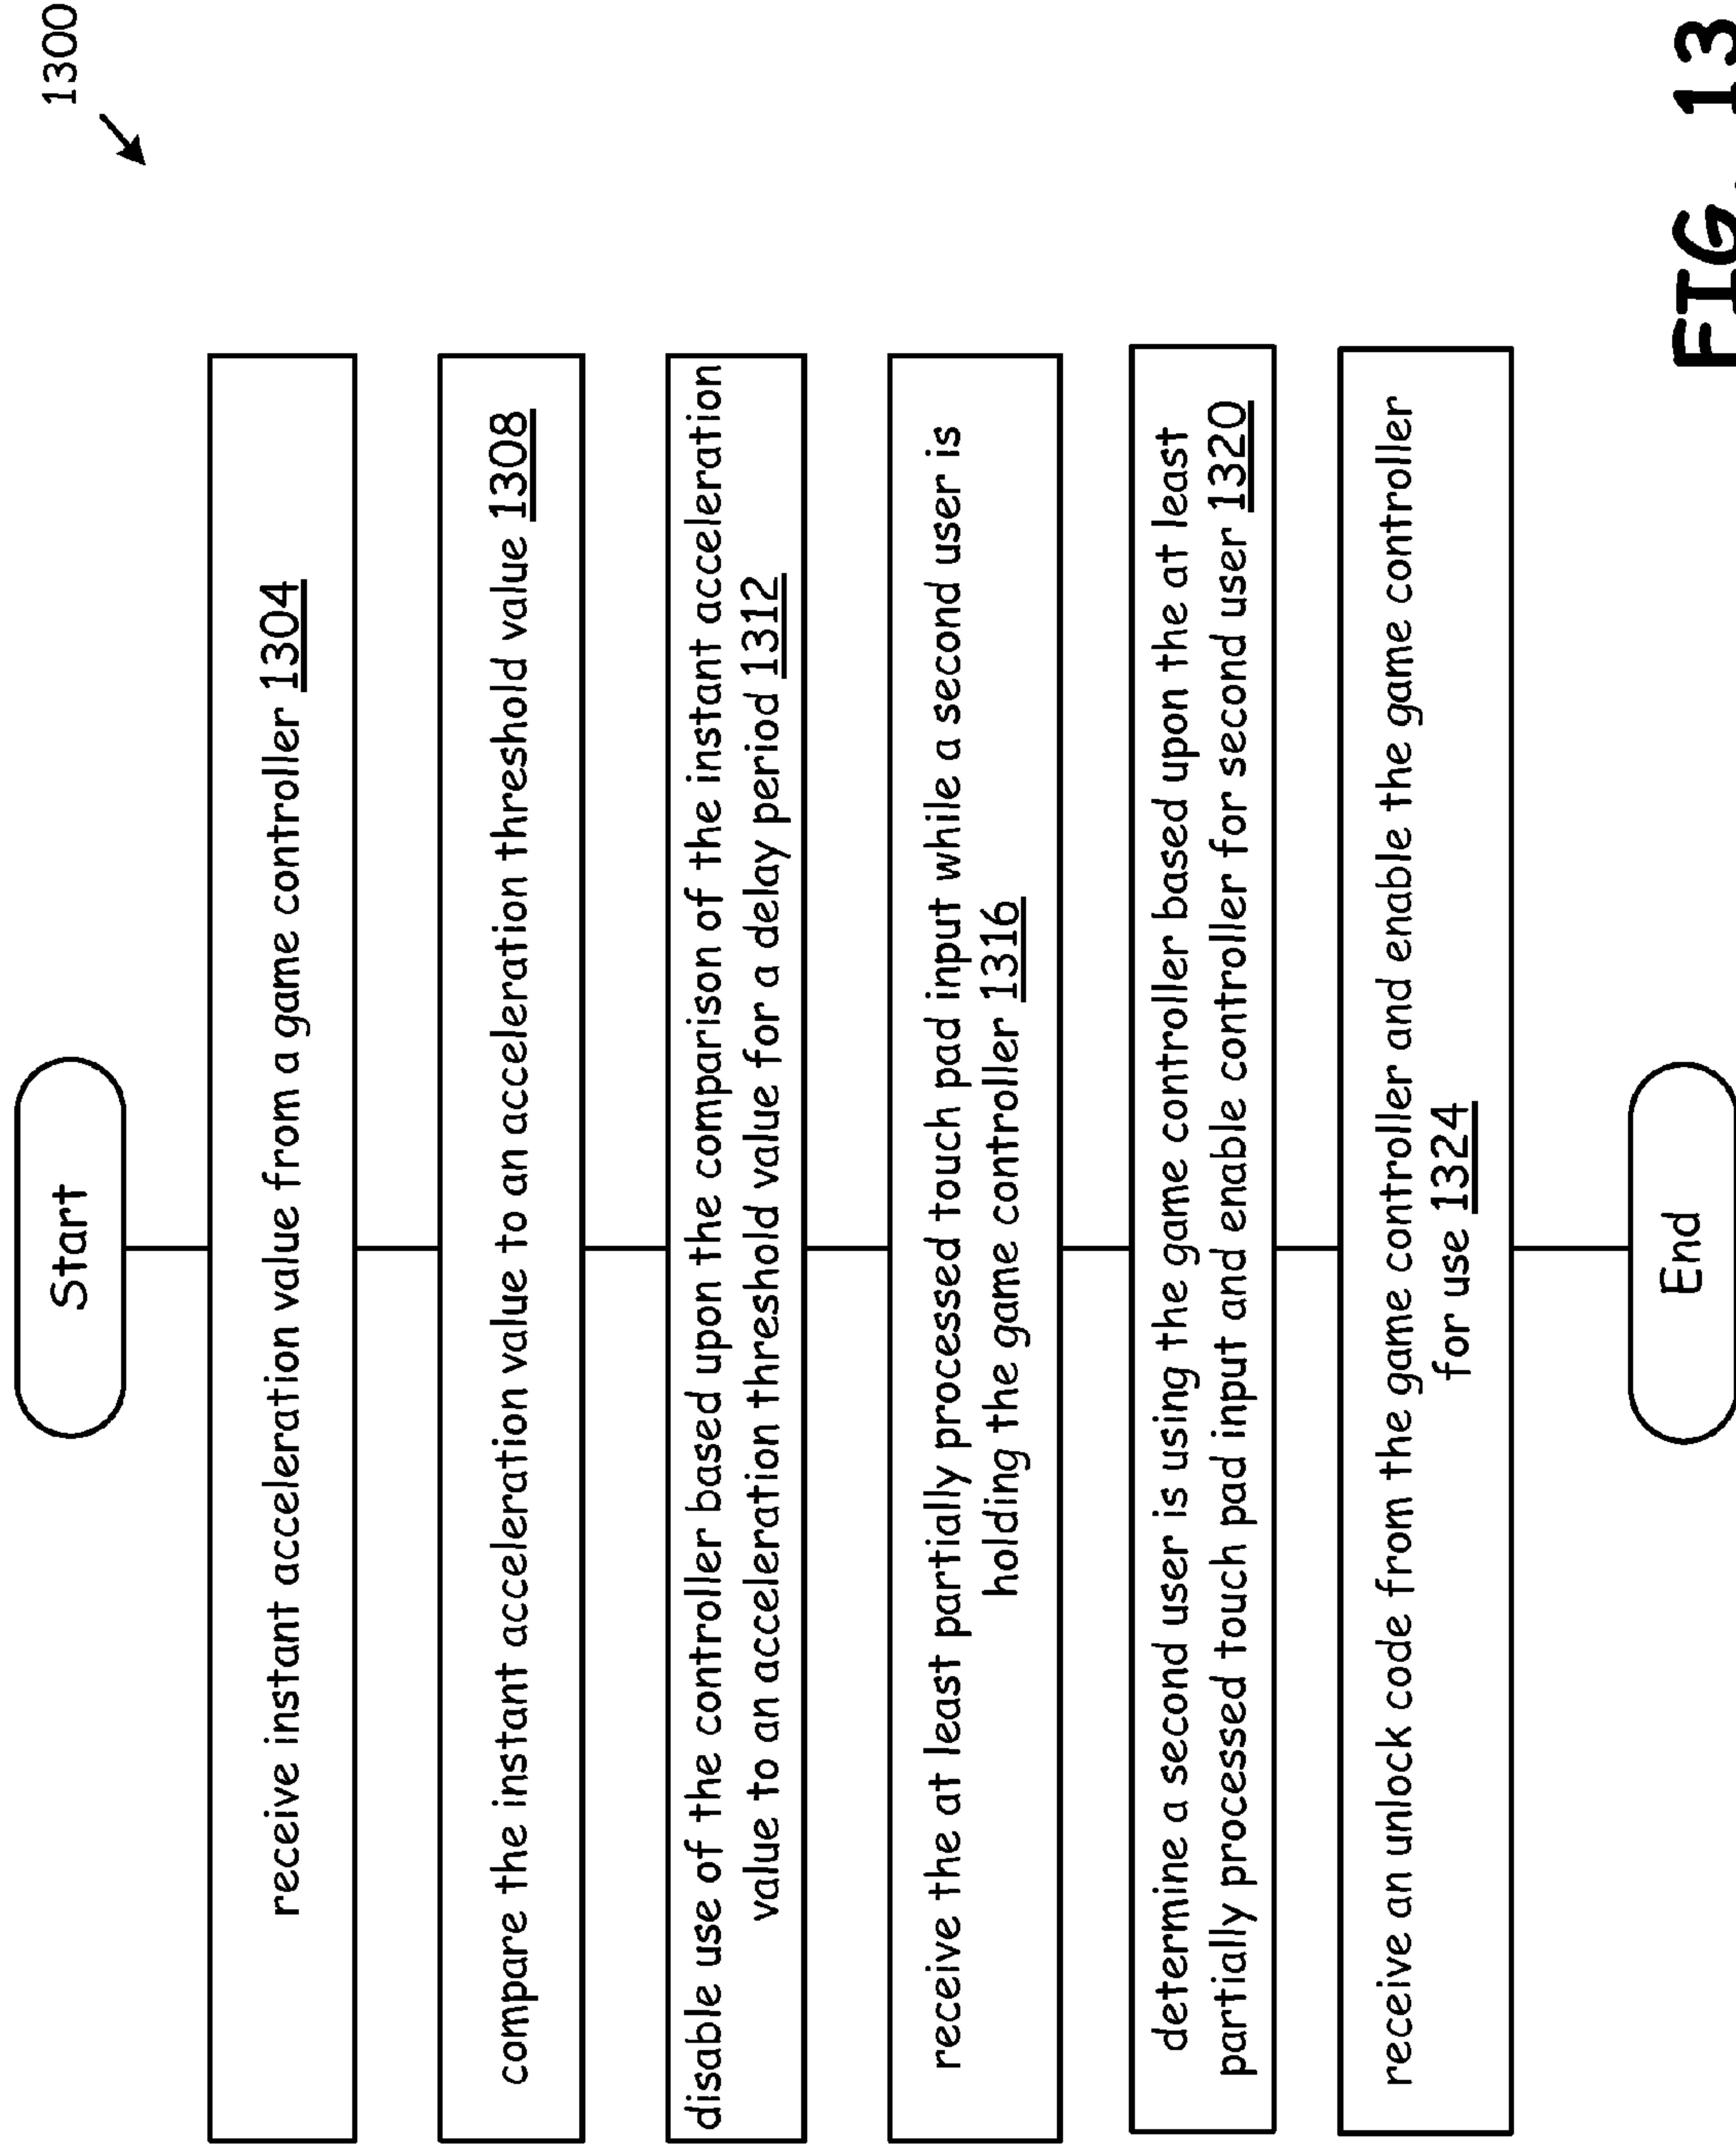 1300
Start
receive instant acceleration value from a game controller 1304
compare the instant acceleration value to an acceleration threshold value 1308
disable use of the controller based upon the comparison of the instant acceleration
value to an acceleration threshold value for a delay period 1312
receive the at least partially processed touch pad input while a second user is
holding the game controller 1316
determine a second user is using the game controller based upon the at least
partially processed touch pad input and enable controller for second user 1320
receive an unlock code from the game controller and enable the game controller
for use 1324
End
FIG. 13